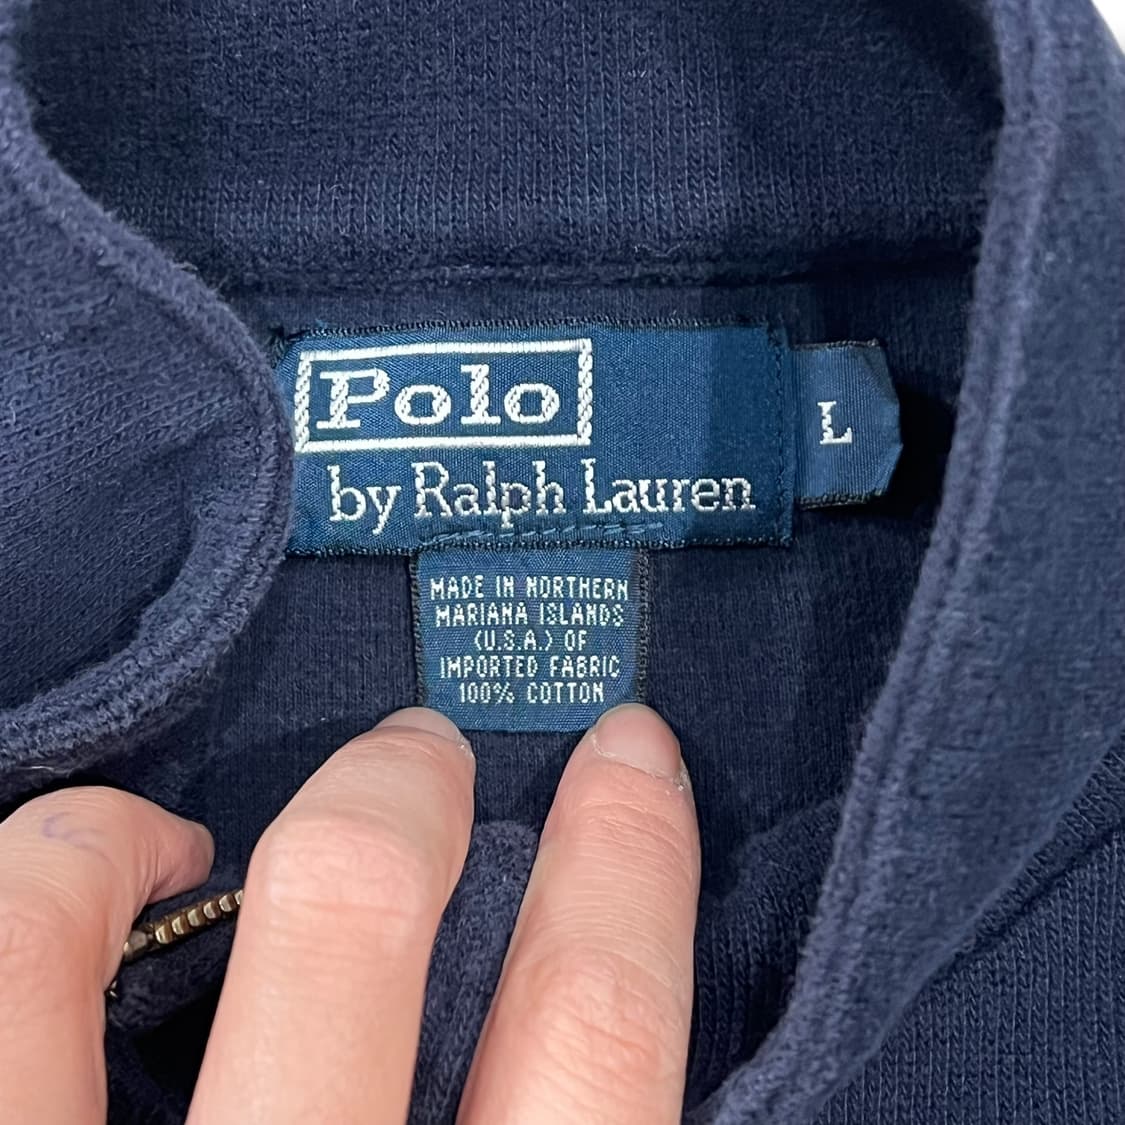 Polo
by Ralph Lauren
L
MADE IN NORTHERN
MARIANA ISLANDS
(U.S.A.) OF
IMPORTED FABRIC
100% COTTON